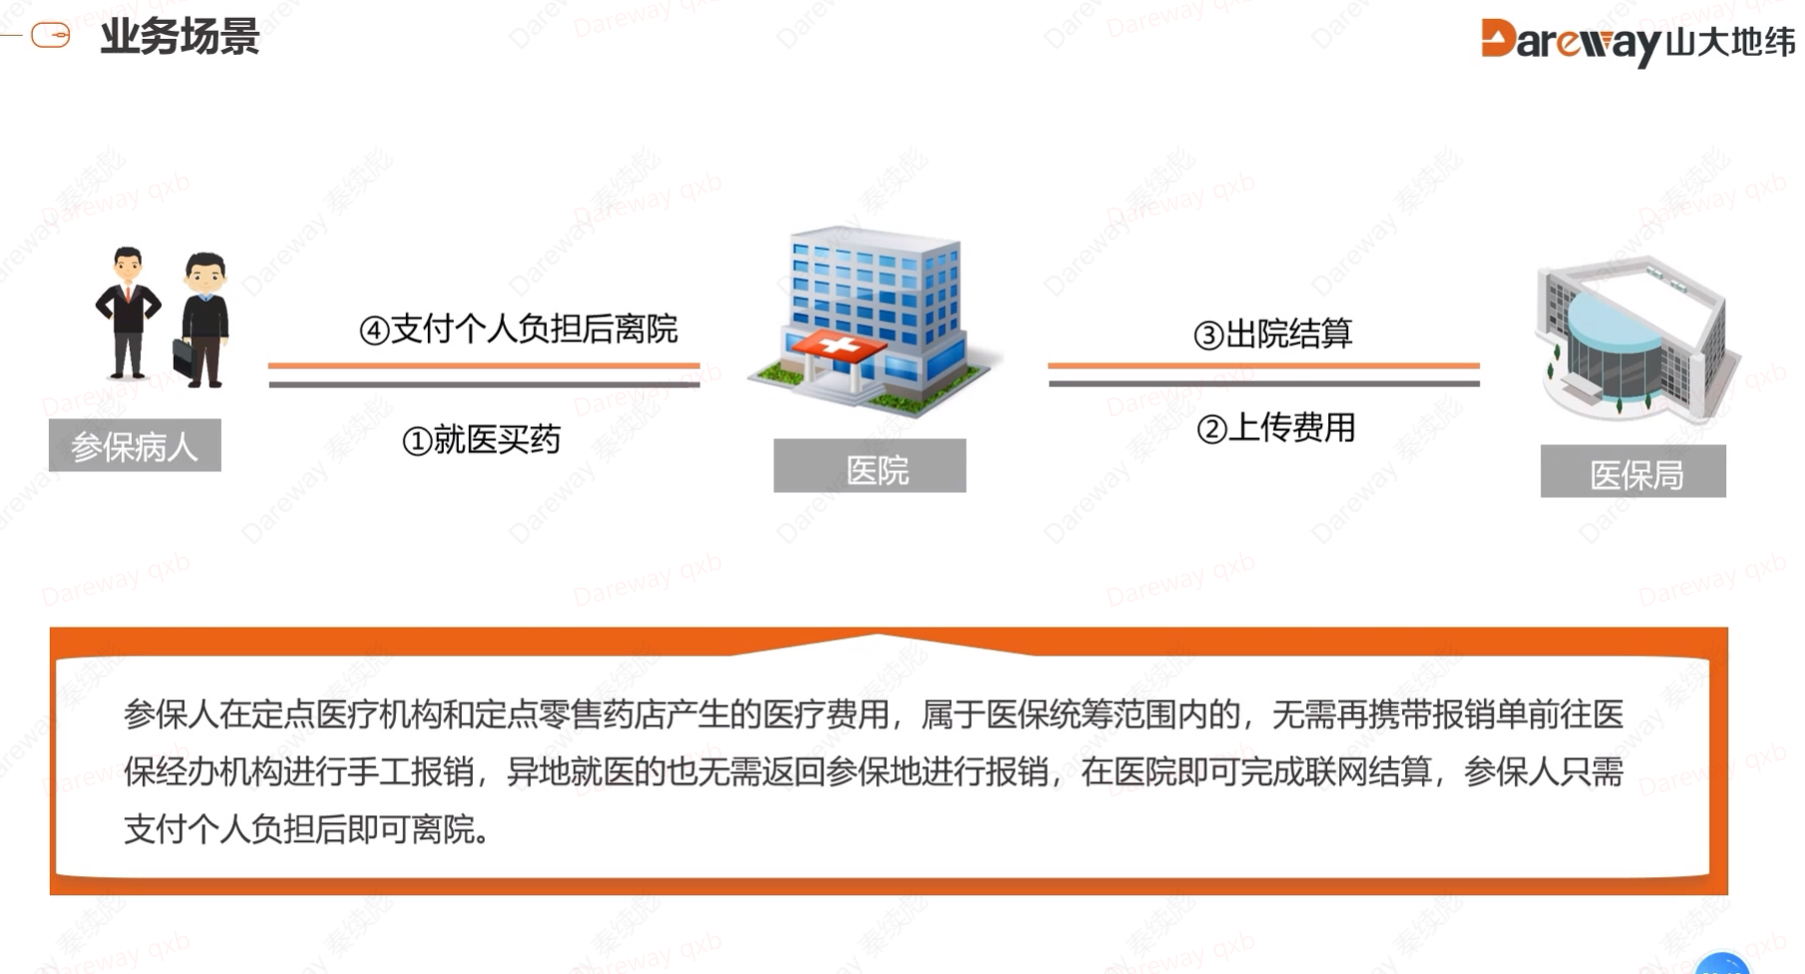 业务场景
Dareway山大地纬
④支付个人负担后离院
③出院结算
①就医买药
②上传费用
参保病人
医院
医保局
参保人在定点医疗机构和定点零售药店产生的医疗费用，属于医保统筹范围内的，无需再携带报销单前往医
保经办机构进行手工报销，异地就医的也无需返回参保地进行报销，在医院即可完成联网结算，参保人只需
支付个人负担后即可离院。
Dareway qxb
Dareway 秦续彪